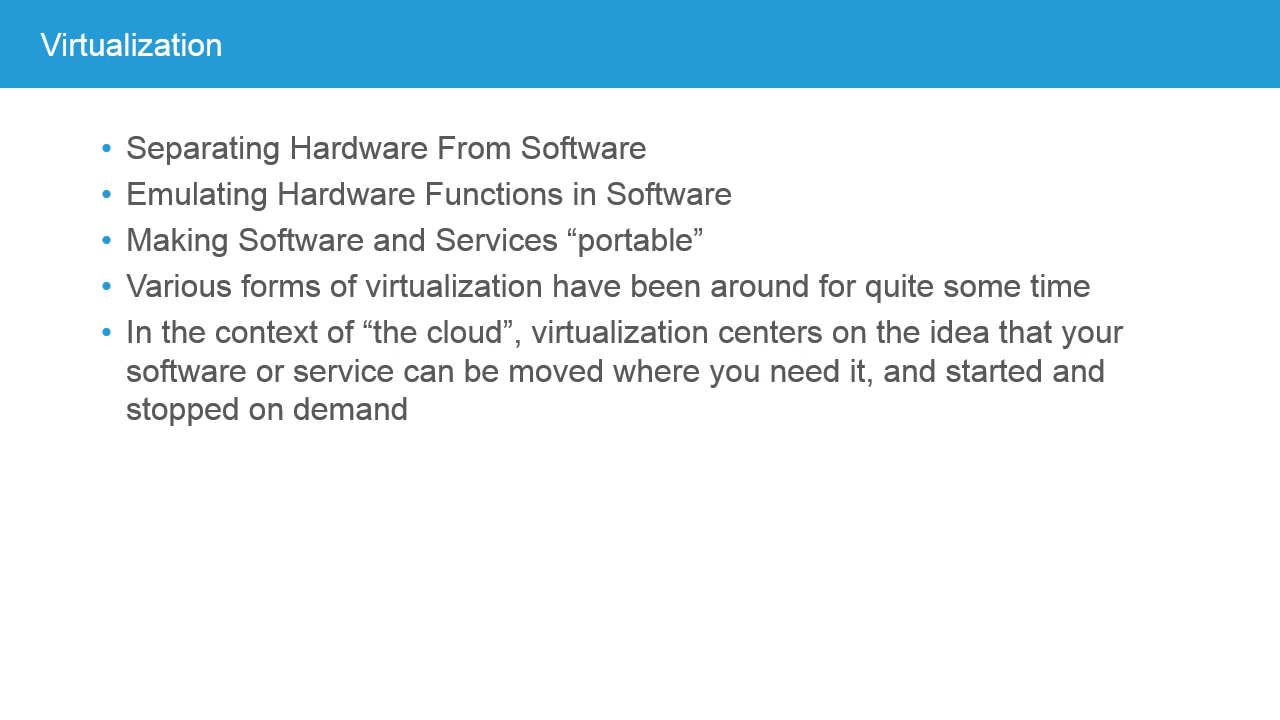 Virtualization
• Separating Hardware From Software
• Emulating Hardware Functions in Software
• Making Software and Services “portable”
• Various forms of virtualization have been around for quite some time
• In the context of “the cloud”, virtualization centers on the idea that your
software or service can be moved where you need it, and started and
stopped on demand